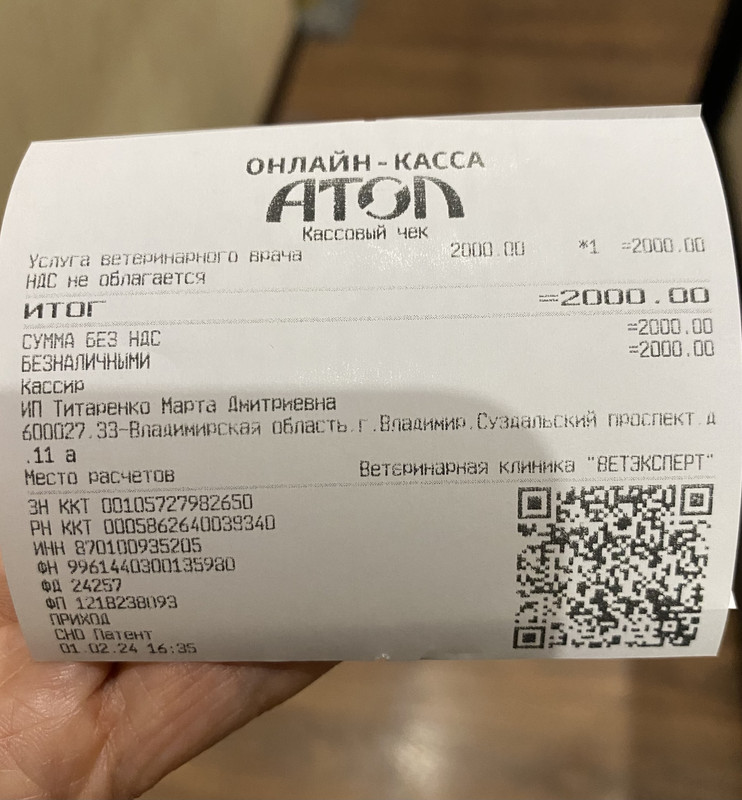 ОНЛАЙН-КАССА
АТОЛ
Кассовый чек
Услуга ветеринарного врача 2000.00 *1 =2000.00
НДС не облагается
ИТОГ =2000.00
СУММА БЕЗ НДС =2000.00
БЕЗНАЛИЧНЫМИ =2000.00
Кассир
ИП Титаренко Марта Дмитриевна
600027,33-Владимирская область,г.Владимир,Суздальский проспект,д
.11 а
Место расчетов Ветеринарная клиника "ВЕТЭКСПЕРТ"
ЗН ККТ 00105727982650
РН ККТ 0005862640039340
ИНН 870100935205
ФН 9961440300135980
ФД 24257
ФП 1218238093
ПРИХОД
СНО Патент
01.02.24 16:35